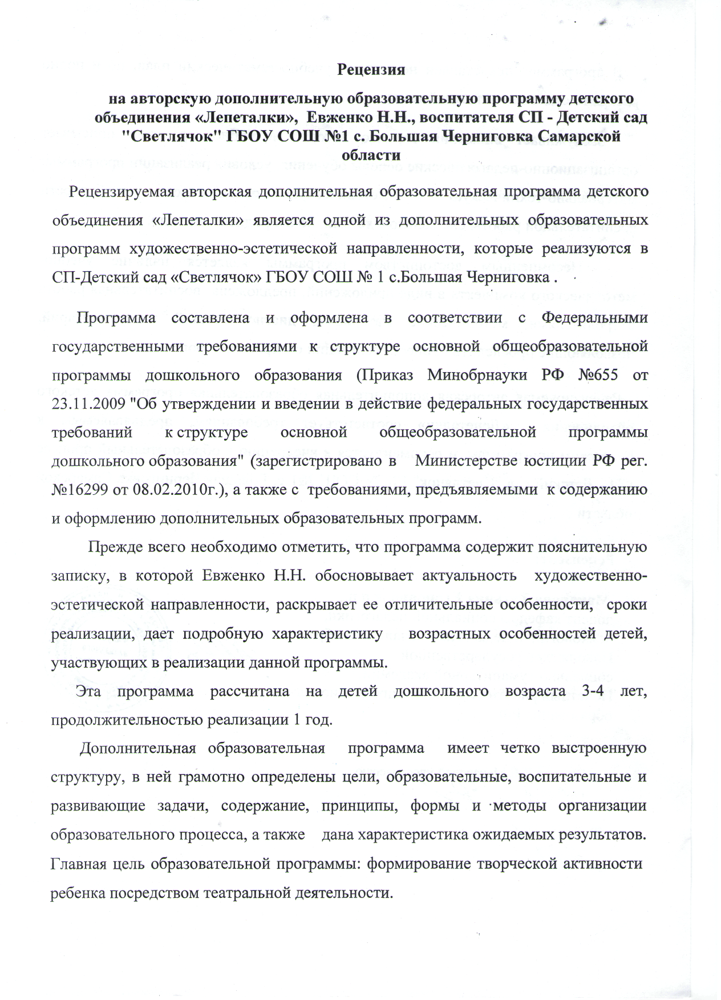 Рецензия
на авторскую дополнительную образовательную программу детского
объединения «Лепеталки», Евженко Н.Н., воспитателя СП - Детский сад
"Светлячок" ГБОУ СОШ №1 с. Большая Черниговка Самарской
области
Рецензируемая авторская дополнительная образовательная программа детского
объединения «Лепеталки» является одной из дополнительных образовательных
программ художественно-эстетической направленности, которые реализуются в
СП-Детский сад «Светлячок» ГБОУ СОШ № 1 с.Большая Черниговка .
Программа составлена и оформлена в соответствии с Федеральными
государственными требованиями к структуре основной общеобразовательной
программы дошкольного образования (Приказ Минобрнауки РФ №655 от
23.11.2009 "Об утверждении и введении в действие федеральных государственных
требований к структуре основной общеобразовательной программы
дошкольного образования" (зарегистрировано в Министерстве юстиции РФ рег.
№16299 от 08.02.2010г.), а также с требованиями, предъявляемыми к содержанию
и оформлению дополнительных образовательных программ.
Прежде всего необходимо отметить, что программа содержит пояснительную
записку, в которой Евженко Н.Н. обосновывает актуальность художественно-
эстетической направленности, раскрывает ее отличительные особенности, сроки
реализации, дает подробную характеристику возрастных особенностей детей,
участвующих в реализации данной программы.
Эта программа рассчитана на детей дошкольного возраста 3-4 лет,
продолжительностью реализации 1 год.
Дополнительная образовательная программа имеет четко выстроенную
структуру, в ней грамотно определены цели, образовательные, воспитательные и
развивающие задачи, содержание, принципы, формы и методы организации
образовательного процесса, а также дана характеристика ожидаемых результатов.
Главная цель образовательной программы: формирование творческой активности
ребенка посредством театральной деятельности.